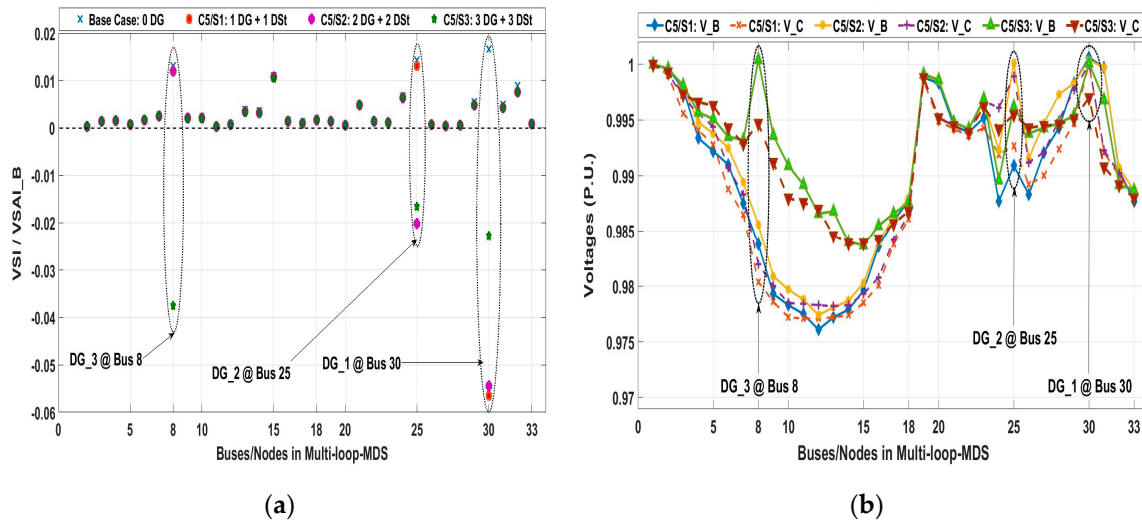 Base Case: 0 DG
C5/S1: 1 DG + 1 DSt
C5/S2: 2 DG + 2 DSt
C5/S3: 3 DG + 3 DSt
0.02
0.01
0
-0.01
-0.02
-0.03
-0.04
-0.05
-0.06
VSI / VSAI_B
DG_3 @ Bus 8
DG_2 @ Bus 25
DG_1 @ Bus 30
0 2 5 8 10 15 18 20 25 30 33
Buses/Nodes in Multi-loop-MDS
(a)
C5/S1: V_B
C5/S1: V_C
C5/S2: V_B
C5/S2: V_C
C5/S3: V_B
C5/S3: V_C
1
0.995
0.99
0.985
0.98
0.975
0.97
Voltages (P.U.)
DG_2 @ Bus 25
DG_3 @ Bus 8
DG_1 @ Bus 30
0 2 5 8 10 15 18 20 25 30 33
Buses/Nodes in Multi-loop-MDS
(b)